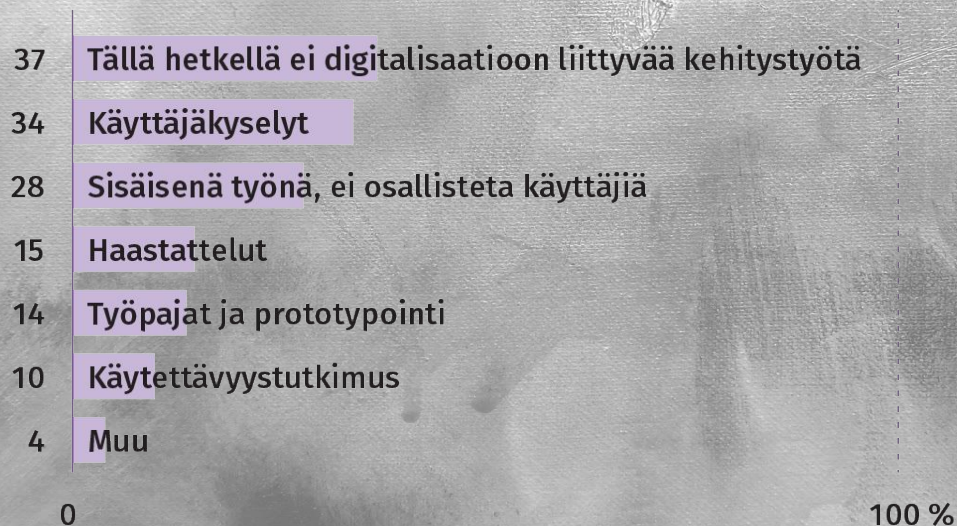 37 Tällä hetkellä ei digitalisaatioon liittyvää kehitystyötä
34 Käyttäjäkyselyt
28 Sisäisenä työnä, ei osallisteta käyttäjiä
15 Haastattelut
14 Työpajat ja prototypointi
10 Käytettävyystutkimus
4 Muu
0 100 %